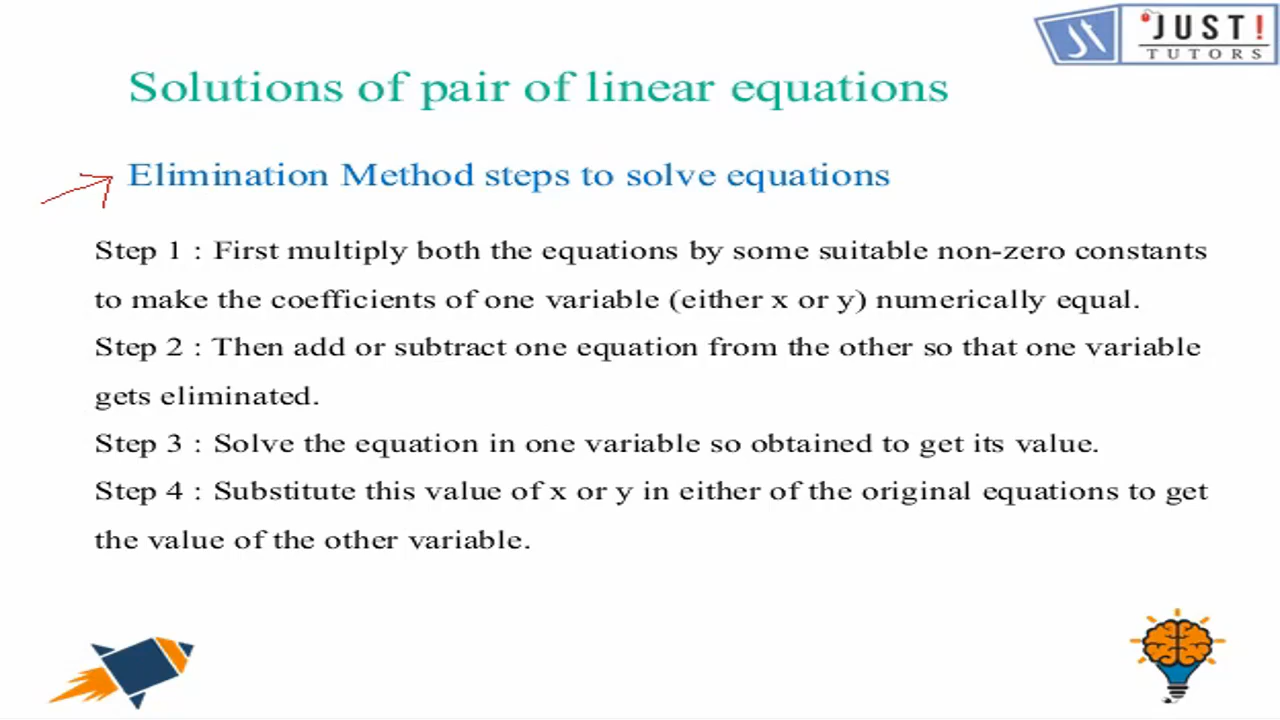 JUST!
TUTORS
Solutions of pair of linear equations
Elimination Method steps to solve equations
Step 1 : First multiply both the equations by some suitable non-zero constants
to make the coefficients of one variable (either x or y) numerically equal.
Step 2 : Then add or subtract one equation from the other so that one variable
gets eliminated.
Step 3 : Solve the equation in one variable so obtained to get its value.
Step 4 : Substitute this value of x or y in either of the original equations to get
the value of the other variable.